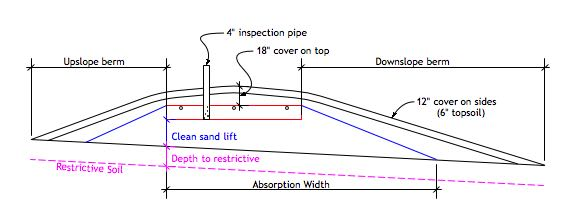 4" inspection pipe
18" cover on top
Upslope berm
Downslope berm
12" cover on sides
(6" topsoil)
Clean sand lift
Depth to restrictive
Restrictive Soil
Absorption Width